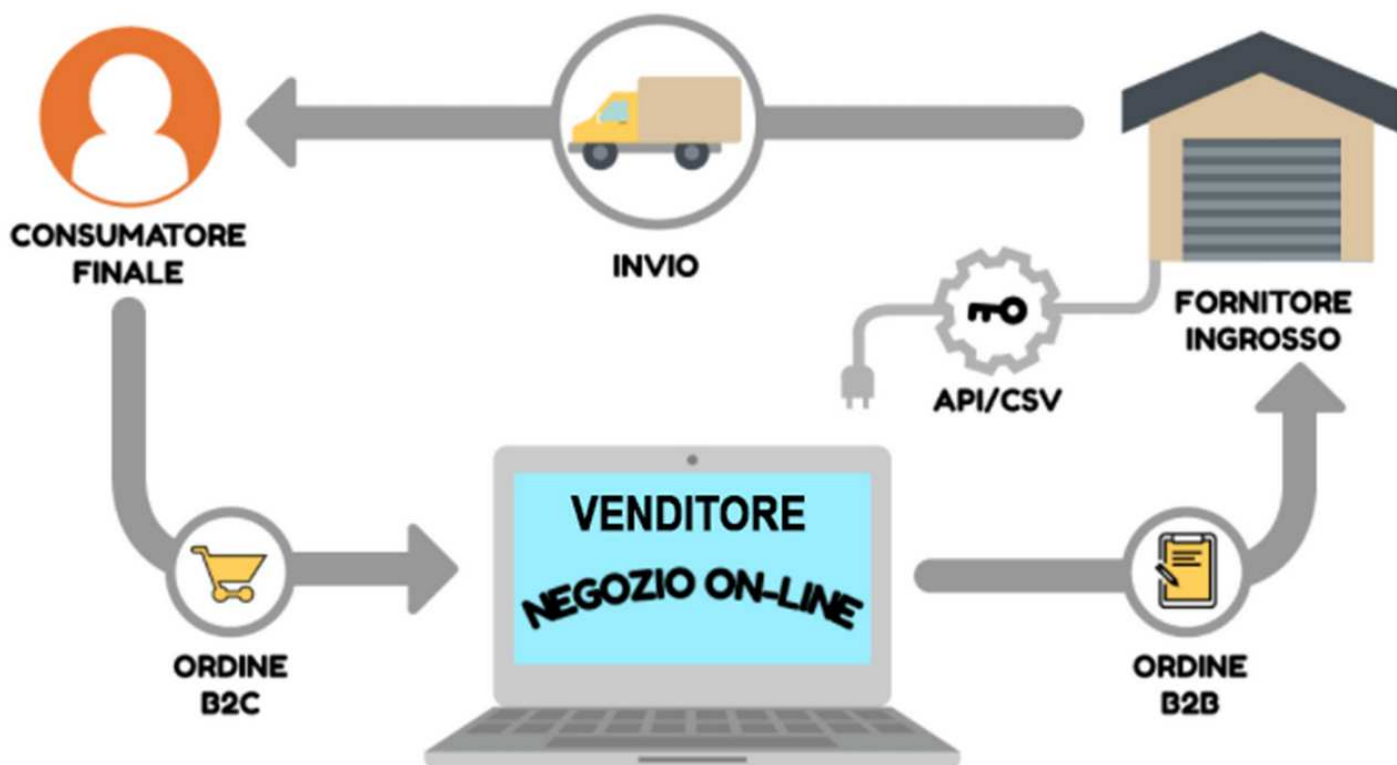 CONSUMATORE
FINALE
INVIO
FORNITORE
INGROSSO
API/CSV
VENDITORE
NEGOZIO ON-LINE
ORDINE
B2C
ORDINE
B2B